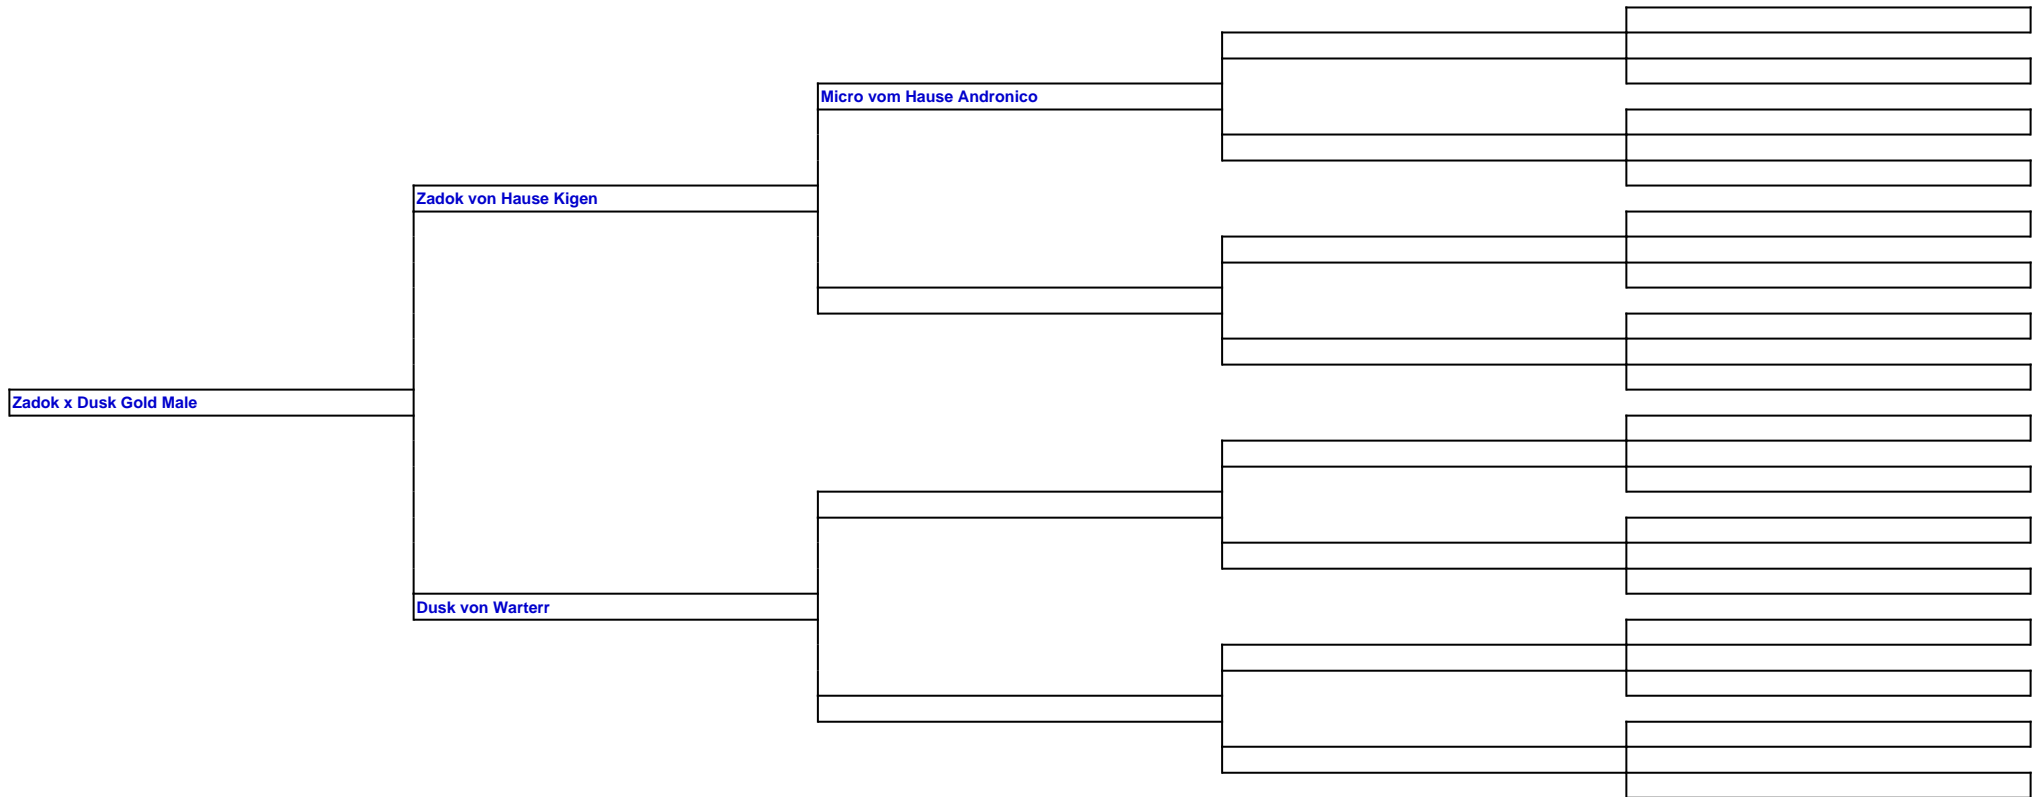 Micro vom Hause Andronico
Zadok von Hause Kigen
Zadok x Dusk Gold Male
Dusk von Warterr